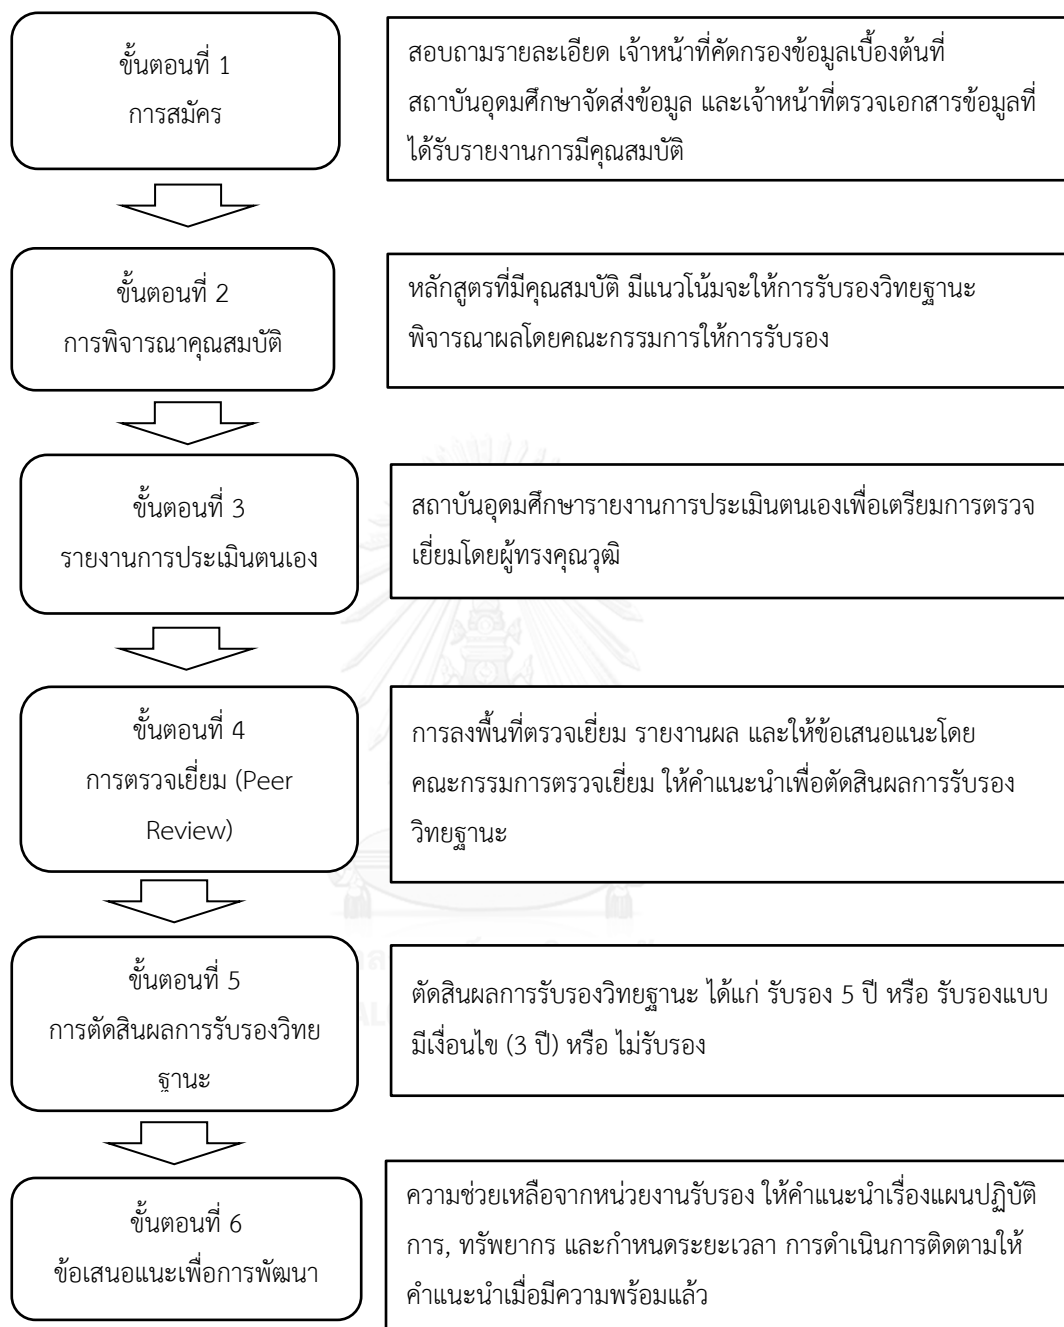 ขั้นตอนที่ 1
การสมัคร
สอบถามรายละเอียด เจ้าหน้าที่คัดกรองข้อมูลเบื้องต้นที่
สถาบันอุดมศึกษาจัดส่งข้อมูล และเจ้าหน้าที่ตรวจเอกสารข้อมูลที่
ได้รับรายงานการมีคุณสมบัติ
ขั้นตอนที่ 2
การพิจารณาคุณสมบัติ
หลักสูตรที่มีคุณสมบัติ มีแนวโน้มจะให้การรับรองวิทยฐานะ
พิจารณาผลโดยคณะกรรมการให้การรับรอง
ขั้นตอนที่ 3
รายงานการประเมินตนเอง
สถาบันอุดมศึกษารายงานการประเมินตนเองเพื่อเตรียมการตรวจ
เยี่ยมโดยผู้ทรงคุณวุฒิ
ขั้นตอนที่ 4
การตรวจเยี่ยม (Peer
Review)
การลงพื้นที่ตรวจเยี่ยม รายงานผล และให้ข้อเสนอแนะโดย
คณะกรรมการตรวจเยี่ยม ให้คำแนะนำเพื่อตัดสินผลการรับรอง
วิทยฐานะ
ขั้นตอนที่ 5
การตัดสินผลการรับรองวิทย
ฐานะ
ตัดสินผลการรับรองวิทยฐานะ ได้แก่ รับรอง 5 ปี หรือ รับรองแบบ
มีเงื่อนไข (3 ปี) หรือ ไม่รับรอง
ขั้นตอนที่ 6
ข้อเสนอแนะเพื่อการพัฒนา
ความช่วยเหลือจากหน่วยงานรับรอง ให้คำแนะนำเรื่องแผนปฏิบัติ
การ, ทรัพยากร และกำหนดระยะเวลา การดำเนินการติดตามให้
คำแนะนำเมื่อมีความพร้อมแล้ว